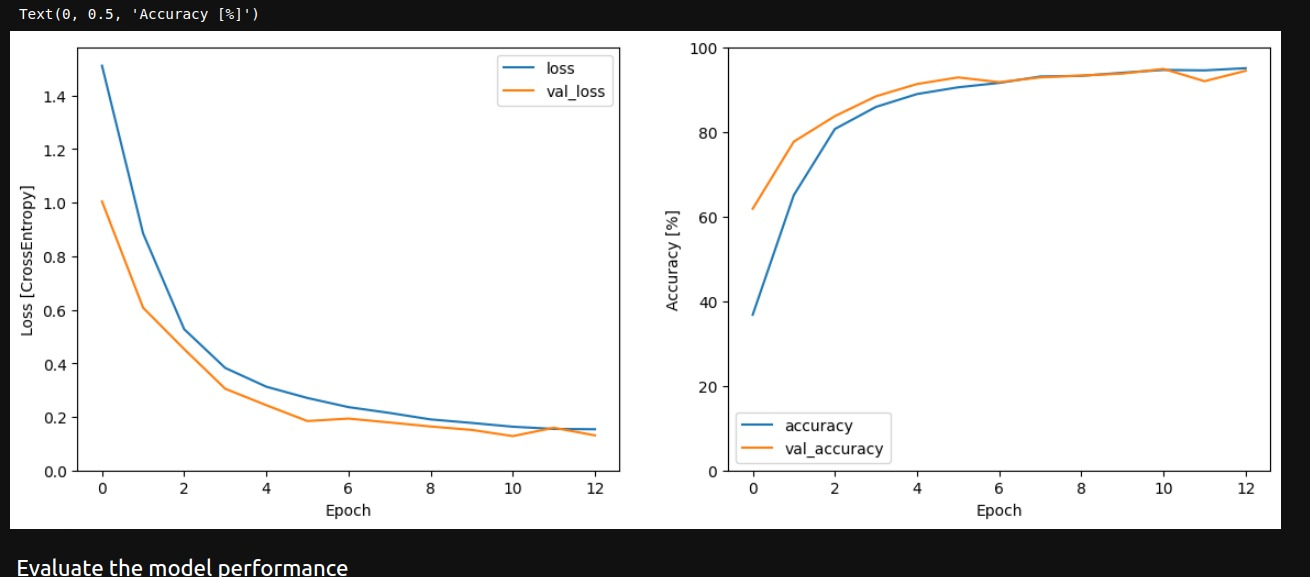 Text(0, 0.5, 'Accuracy [%]')
loss
val_loss
1.4
1.2
1.0
0.8
0.6
0.4
0.2
0.0
Loss [CrossEntropy]
0 2 4 6 8 10 12
Epoch
100
80
60
40
20
0
Accuracy [%]
accuracy
val_accuracy
0 2 4 6 8 10 12
Epoch
Evaluate the model performance